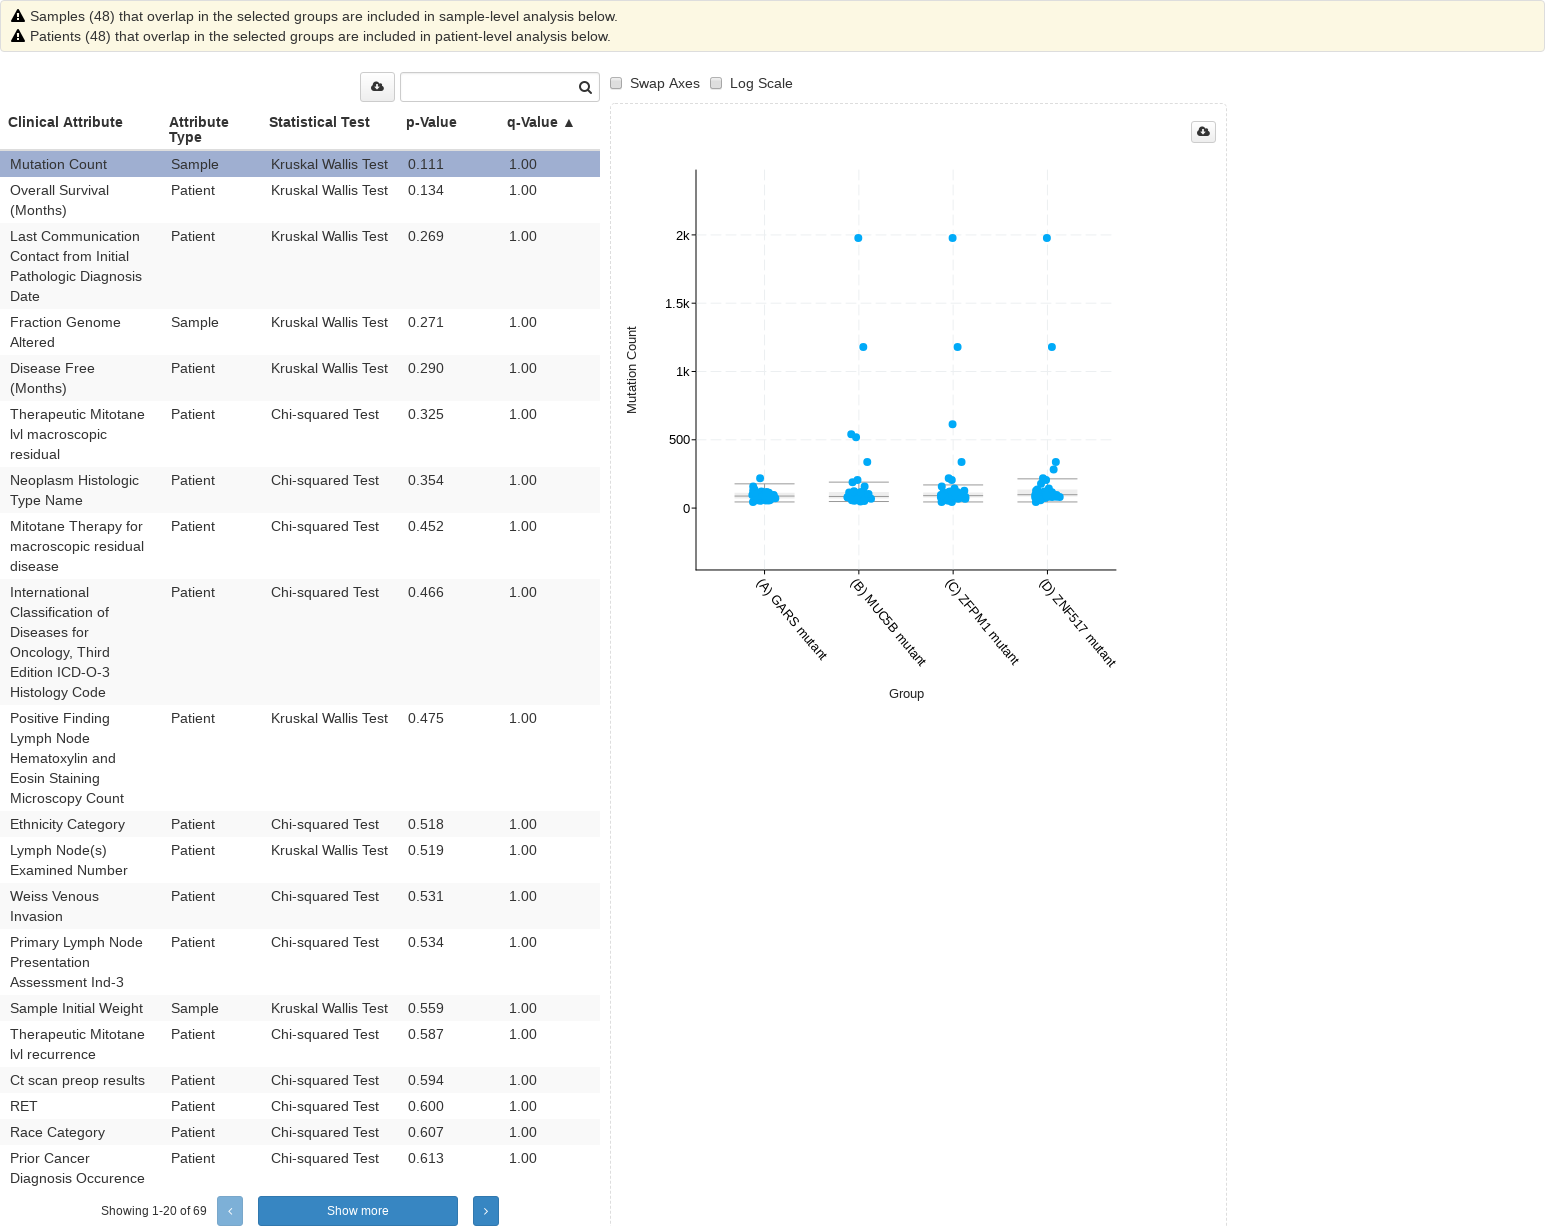 Samples (48) that overlap in the selected groups are included in sample-level analysis below.
Patients (48) that overlap in the selected groups are included in patient-level analysis below.
Swap Axes Log Scale
Clinical Attribute Attribute Type Statistical Test p-Value q-Value ▲
Mutation Count Sample Kruskal Wallis Test 0.111 1.00
Overall Survival Patient Kruskal Wallis Test 0.134 1.00
(Months)
Last Communication Patient Kruskal Wallis Test 0.269 1.00
Contact from Initial
Pathologic Diagnosis
Date
Fraction Genome Sample Kruskal Wallis Test 0.271 1.00
Altered
Disease Free Patient Kruskal Wallis Test 0.290 1.00
(Months)
Therapeutic Mitotane Patient Chi-squared Test 0.325 1.00
lvl macroscopic
residual
Neoplasm Histologic Patient Chi-squared Test 0.354 1.00
Type Name
Mitotane Therapy for Patient Chi-squared Test 0.452 1.00
macroscopic residual
disease
International Patient Chi-squared Test 0.466 1.00
Classification of
Diseases for
Oncology, Third
Edition ICD-O-3
Histology Code
Positive Finding Patient Kruskal Wallis Test 0.475 1.00
Lymph Node
Hematoxylin and
Eosin Staining
Microscopy Count
Ethnicity Category Patient Chi-squared Test 0.518 1.00
Lymph Node(s) Patient Kruskal Wallis Test 0.519 1.00
Examined Number
Weiss Venous Patient Chi-squared Test 0.531 1.00
Invasion
Primary Lymph Node Patient Chi-squared Test 0.534 1.00
Presentation
Assessment Ind-3
Sample Initial Weight Sample Kruskal Wallis Test 0.559 1.00
Therapeutic Mitotane Patient Chi-squared Test 0.587 1.00
lvl recurrence
Ct scan preop results Patient Chi-squared Test 0.594 1.00
RET Patient Chi-squared Test 0.600 1.00
Race Category Patient Chi-squared Test 0.607 1.00
Prior Cancer Patient Chi-squared Test 0.613 1.00
Diagnosis Occurence
Showing 1-20 of 69 ‹ Show more ›
Mutation Count
2k
1.5k
1k
500
0
(A) GARS mutant
(B) MUC5B mutant
(C) ZFPM1 mutant
(D) ZNF517 mutant
Group